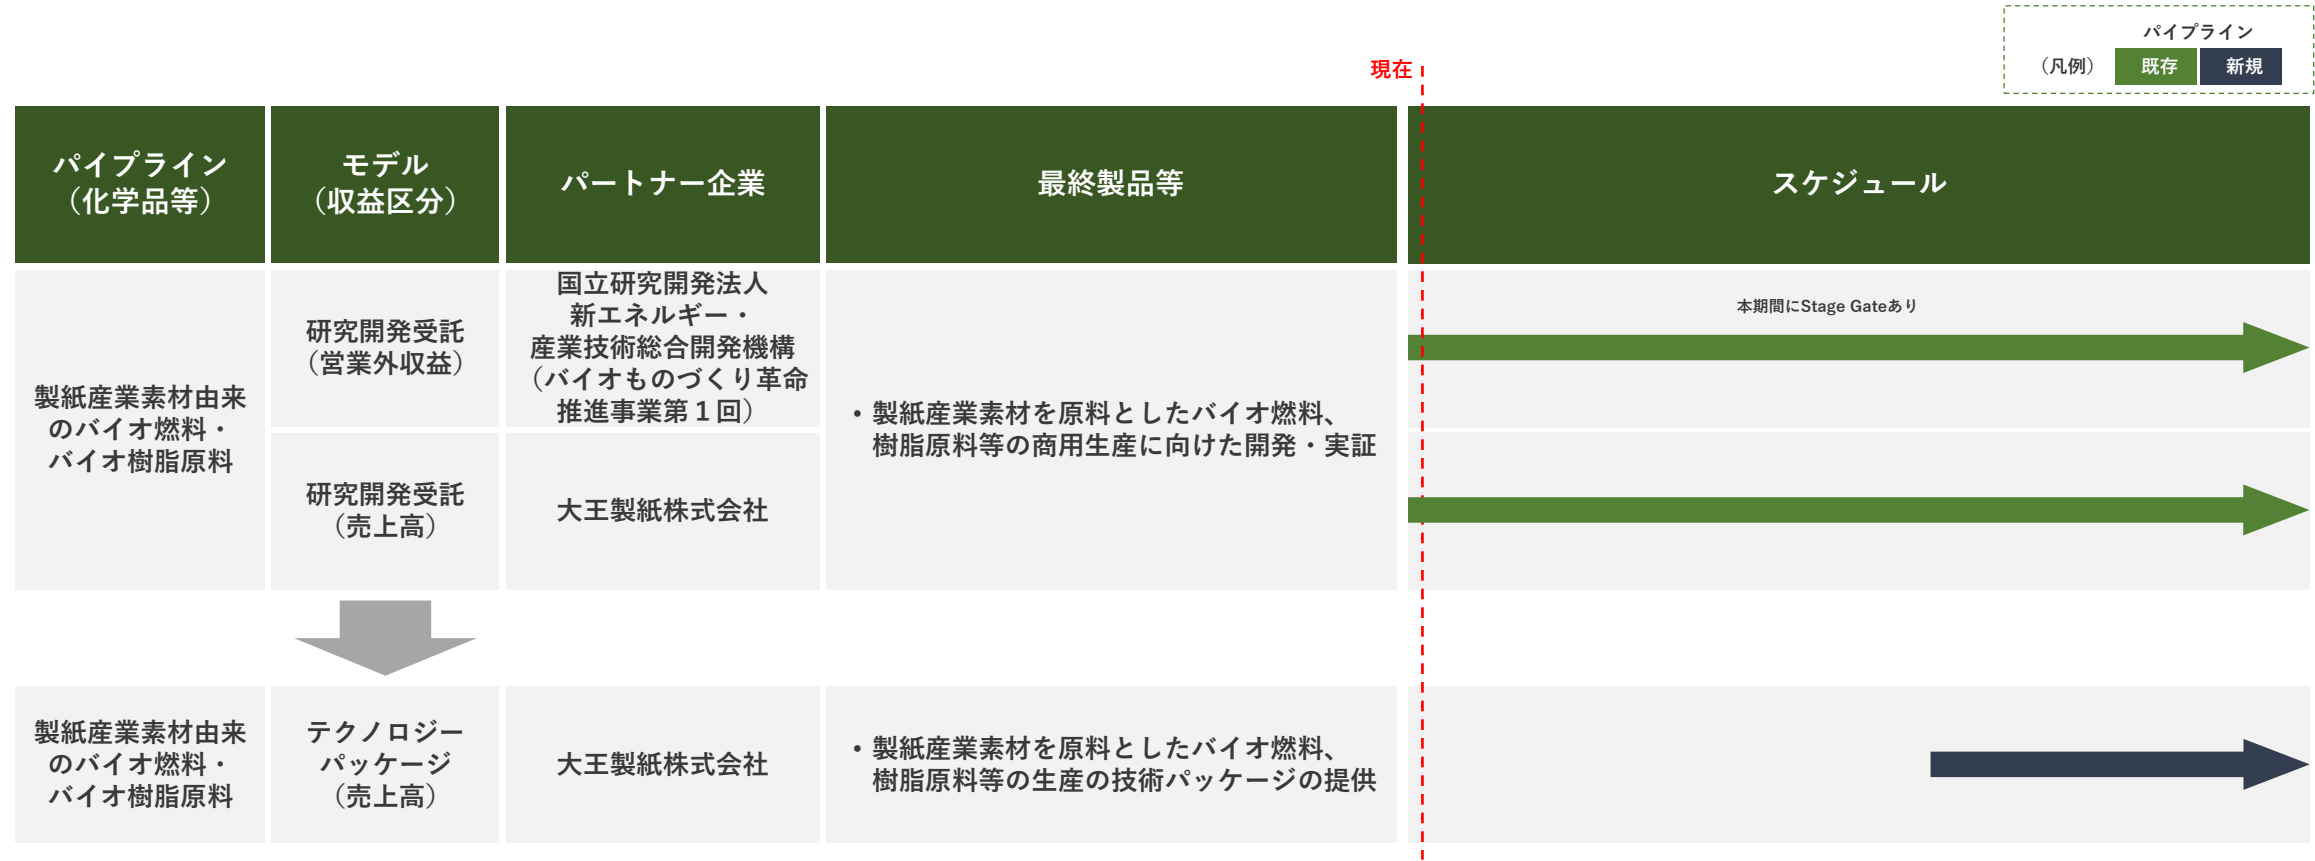 パイプライン
（凡例）
既存
新規
現在
パイプライン
（化学品等）
モデル
（収益区分）
パートナー企業
最終製品等
スケジュール
製紙産業素材由来
のバイオ燃料・
バイオ樹脂原料
研究開発受託
（営業外収益）
国立研究開発法人
新エネルギー・
産業技術総合開発機構
（バイオものづくり革命
推進事業第１回）
・製紙産業素材を原料としたバイオ燃料、
樹脂原料等の商用生産に向けた開発・実証
本期間にStage Gateあり
研究開発受託
（売上高）
大王製紙株式会社
製紙産業素材由来
のバイオ燃料・
バイオ樹脂原料
テクノロジー
パッケージ
（売上高）
大王製紙株式会社
・製紙産業素材を原料としたバイオ燃料、
樹脂原料等の生産の技術パッケージの提供